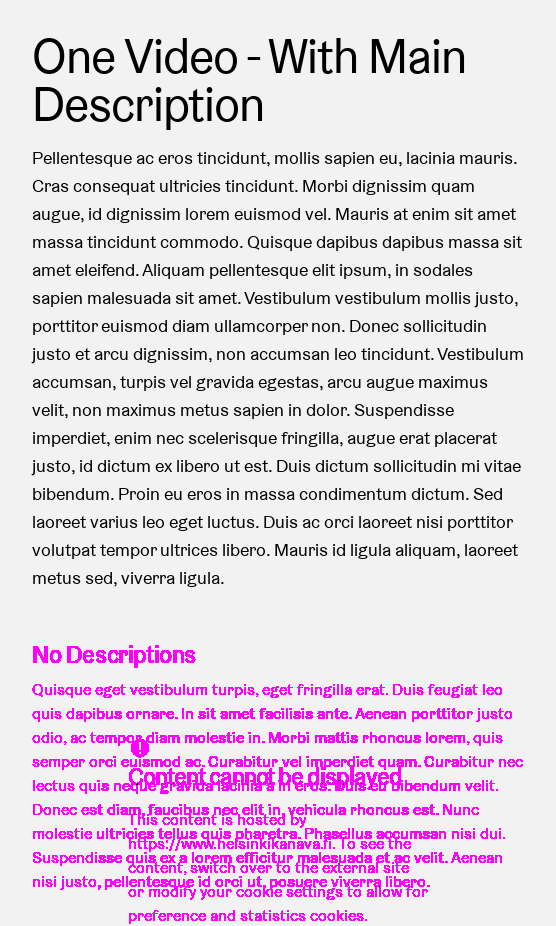 One Video - With Main
Description
Pellentesque ac eros tincidunt, mollis sapien eu, lacinia mauris.
Cras consequat ultricies tincidunt. Morbi dignissim quam
augue, id dignissim lorem euismod vel. Mauris at enim sit amet
massa tincidunt commodo. Quisque dapibus dapibus massa sit
amet eleifend. Aliquam pellentesque elit ipsum, in sodales
sapien malesuada sit amet. Vestibulum vestibulum mollis justo,
porttitor euismod diam ullamcorper non. Donec sollicitudin
justo et arcu dignissim, non accumsan leo tincidunt. Vestibulum
accumsan, turpis vel gravida egestas, arcu augue maximus
velit, non maximus metus sapien in dolor. Suspendisse
imperdiet, enim nec scelerisque fringilla, augue erat placerat
justo, id dictum ex libero ut est. Duis dictum sollicitudin mi vitae
bibendum. Proin eu eros in massa condimentum dictum. Sed
laoreet varius leo eget luctus. Duis ac orci laoreet nisi porttitor
volutpat tempor ultrices libero. Mauris id ligula aliquam, laoreet
metus sed, viverra ligula.
No Descriptions
Quisque eget vestibulum turpis, eget fringilla erat. Duis feugiat leo
quis dapibus ornare. In sit amet facilisis ante. Aenean porttitor justo
odio, ac tempor diam molestie in. Morbi mattis rhoncus lorem, quis
semper orci euismod ac. Curabitur vel imperdiet quam. Curabitur nec
lectus quis neque gravida lacinia a in eros. Duis eu bibendum velit.
Donec est diam, faucibus nec elit in, vehicula rhoncus est. Nunc
molestie ultricies tellus quis pharetra. Phasellus accumsan nisi dui.
Suspendisse quis ex a lorem efficitur malesuada et ac velit. Aenean
nisi justo, pellentesque id orci ut, posuere viverra libero.
Content cannot be displayed
This content is hosted by
https://www.helsinkikanava.fi. To see the
content, switch over to the external site
or modify your cookie settings to allow for
preference and statistics cookies.